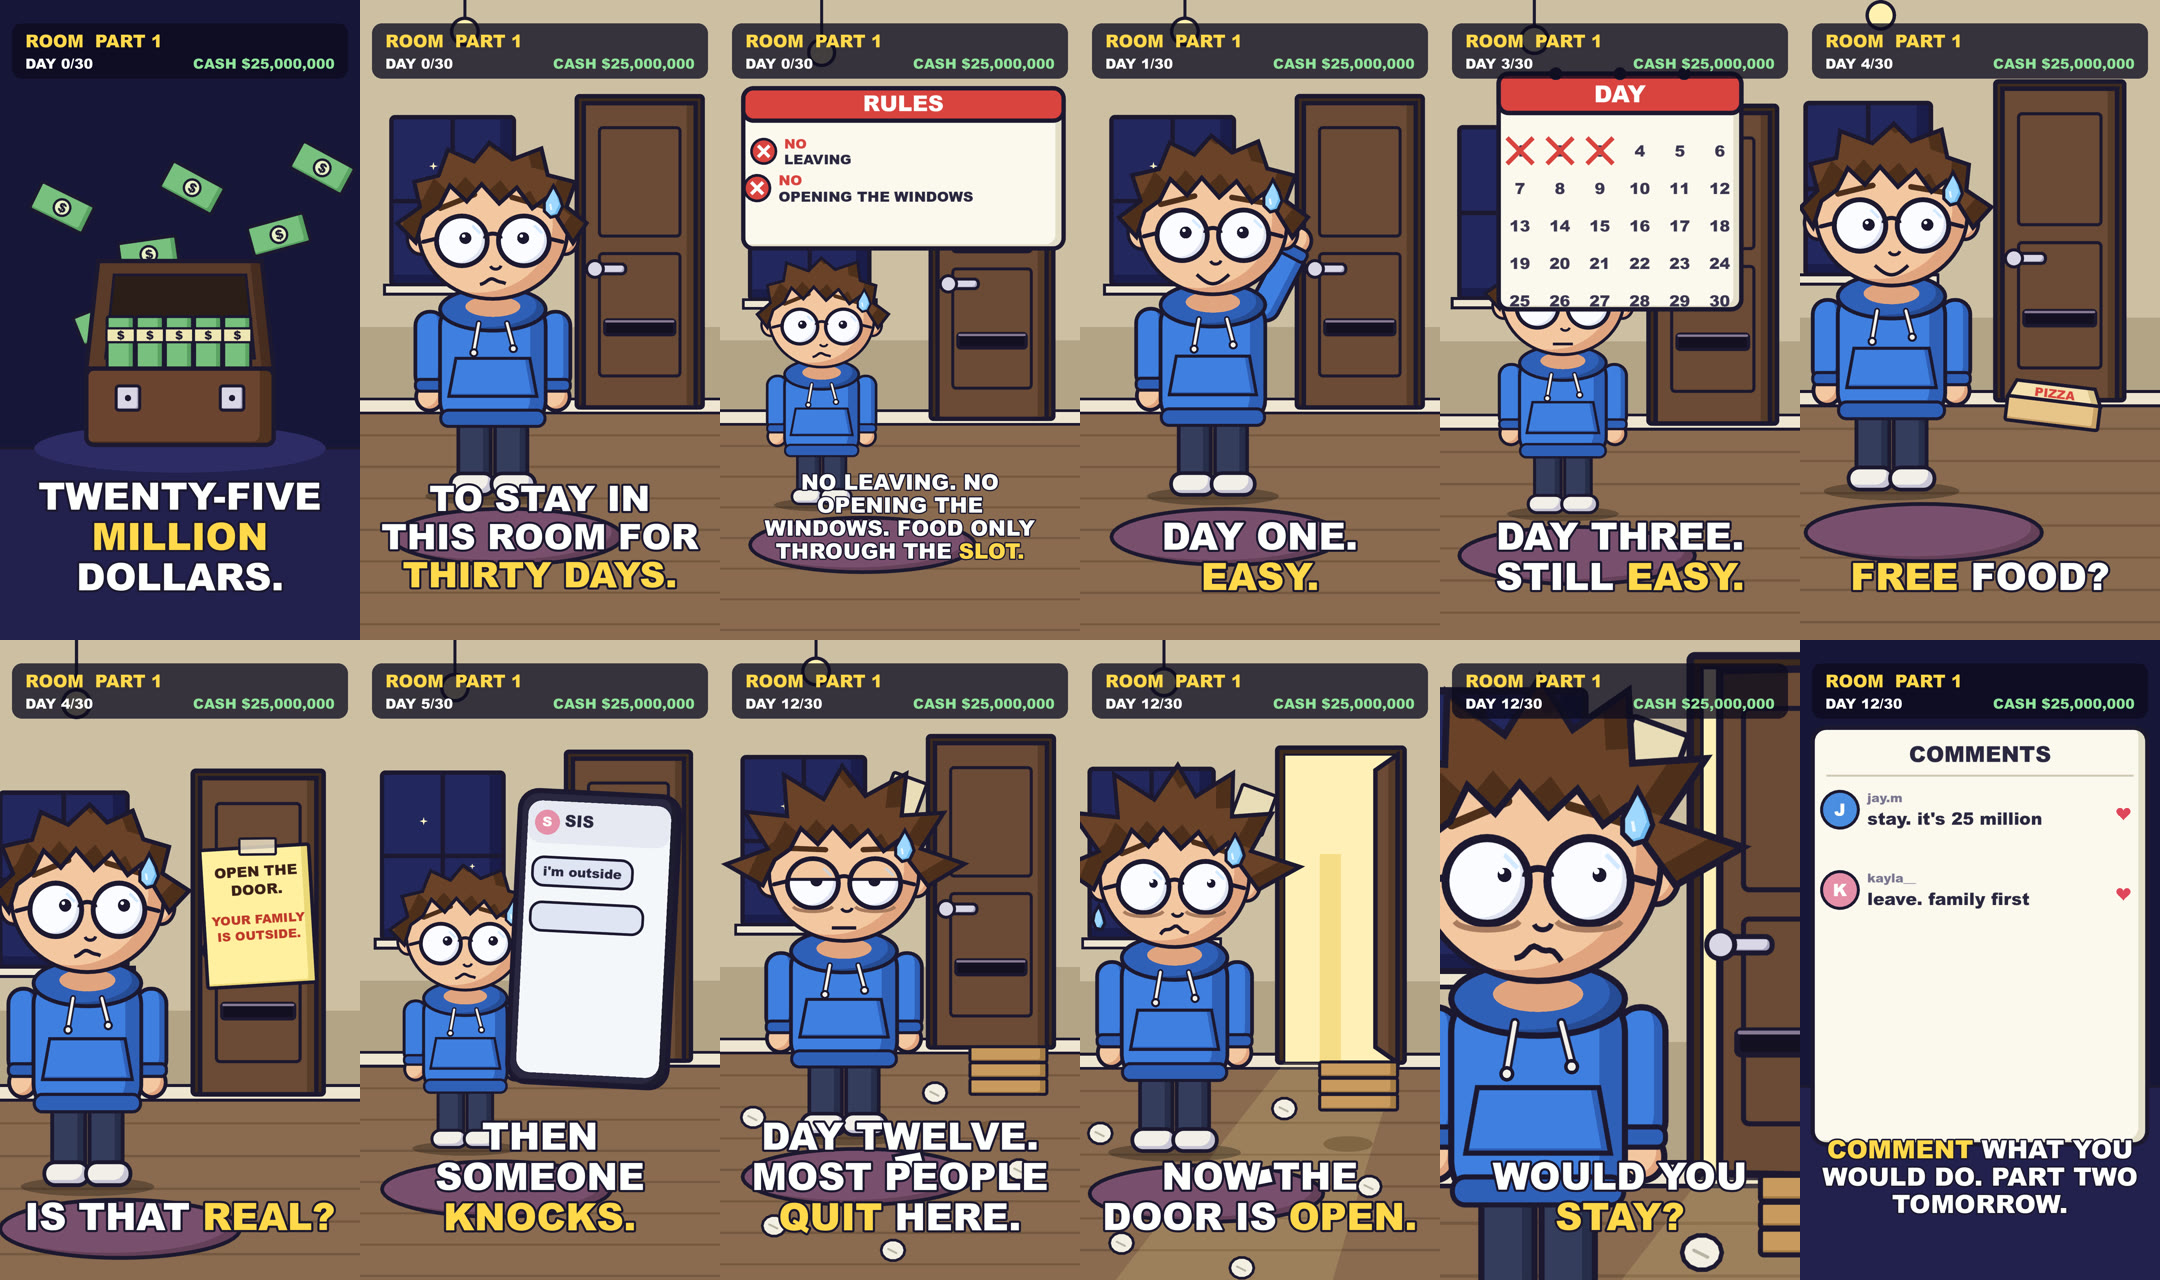 ROOM PART 1
DAY 0/30 CASH $25,000,000
$ $ $ $ $
TWENTY-FIVE
MILLION
DOLLARS.
ROOM PART 1
DAY 0/30 CASH $25,000,000
TO STAY IN
THIS ROOM FOR
THIRTY DAYS.
ROOM PART 1
DAY 0/30 CASH $25,000,000
RULES
NO
LEAVING
NO
OPENING THE WINDOWS
NO LEAVING. NO
OPENING THE
WINDOWS. FOOD ONLY
THROUGH THE SLOT.
ROOM PART 1
DAY 1/30 CASH $25,000,000
DAY ONE.
EASY.
ROOM PART 1
DAY 3/30 CASH $25,000,000
DAY
4 5 6
7 8 9 10 11 12
13 14 15 16 17 18
19 20 21 22 23 24
25 26 27 28 29 30
DAY THREE.
STILL EASY.
ROOM PART 1
DAY 4/30 CASH $25,000,000
PIZZA
FREE FOOD?
ROOM PART 1
DAY 4/30 CASH $25,000,000
OPEN THE
DOOR.
YOUR FAMILY
IS OUTSIDE.
IS THAT REAL?
ROOM PART 1
DAY 5/30 CASH $25,000,000
S SIS
i'm outside
THEN
SOMEONE
KNOCKS.
ROOM PART 1
DAY 12/30 CASH $25,000,000
DAY TWELVE.
MOST PEOPLE
QUIT HERE.
ROOM PART 1
DAY 12/30 CASH $25,000,000
NOW THE
DOOR IS OPEN.
ROOM PART 1
DAY 12/30 CASH $25,000,000
WOULD YOU
STAY?
ROOM PART 1
DAY 12/30 CASH $25,000,000
COMMENTS
J jay.m
stay. it's 25 million
K kayla__
leave. family first
COMMENT WHAT YOU
WOULD DO. PART TWO
TOMORROW.